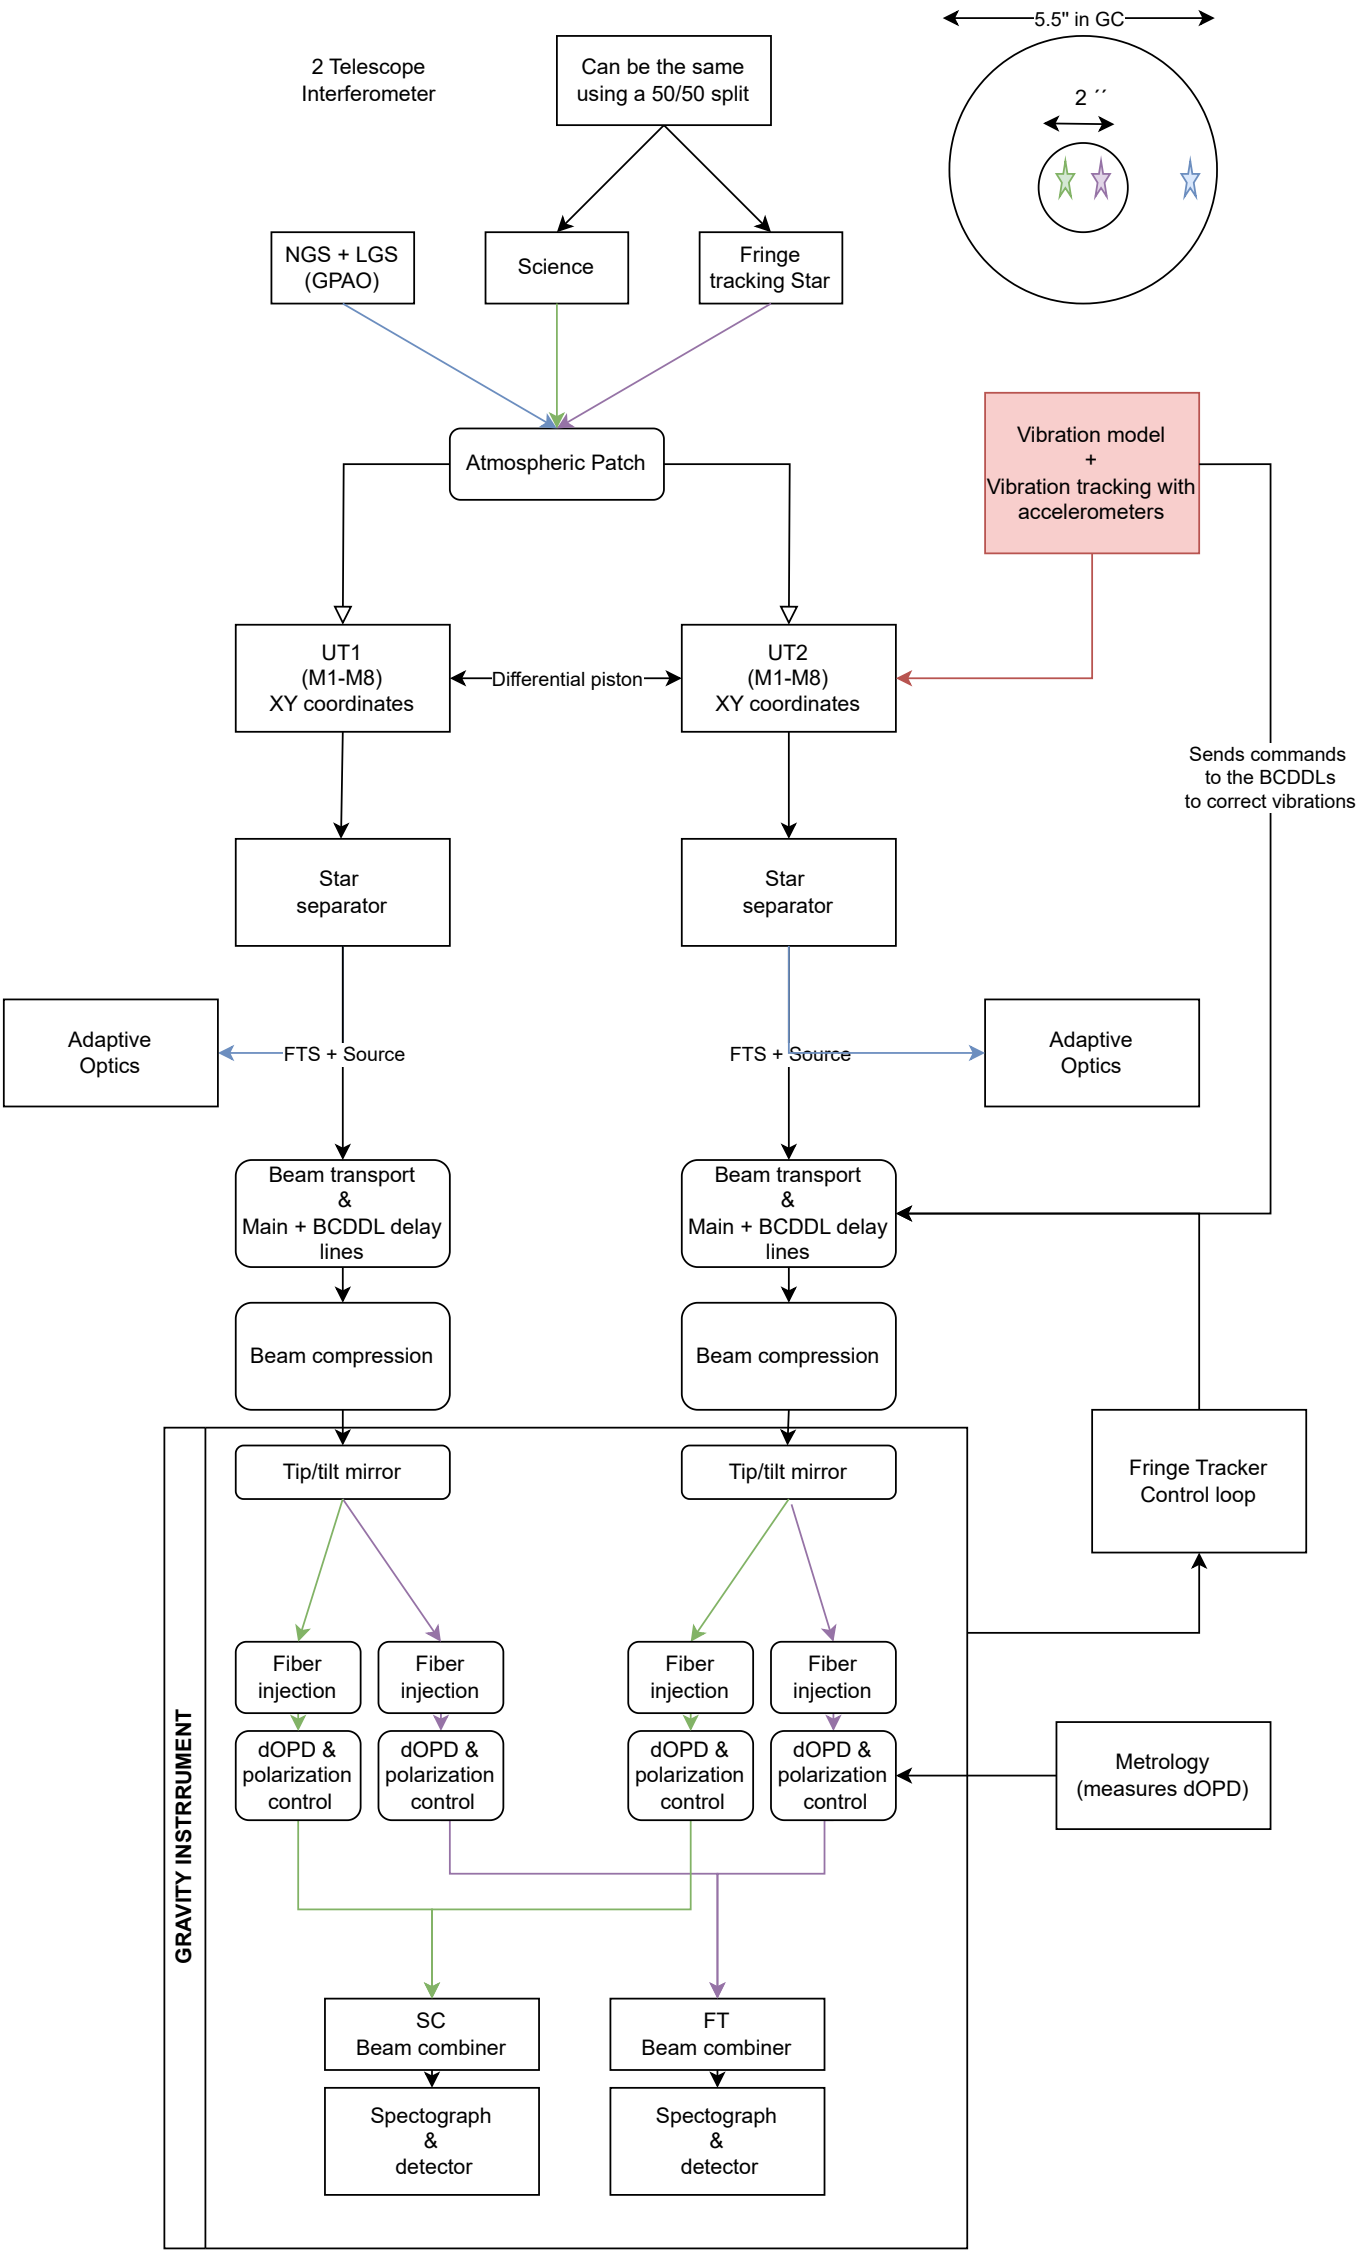 5.5" in GC
2 Telescope
Interferometer
Can be the same
using a 50/50 split
2 ´´
NGS + LGS
(GPAO)
Science
Fringe
tracking Star
Atmospheric Patch
Vibration model
+
Vibration tracking with
accelerometers
UT1
(M1-M8)
XY coordinates
Differential piston
UT2
(M1-M8)
XY coordinates
Sends commands
to the BCDDLs
to correct vibrations
Star
separator
Star
separator
Adaptive
Optics
FTS + Source
FTS + Source
Adaptive
Optics
Beam transport
&
Main + BCDDL delay
lines
Beam transport
&
Main + BCDDL delay
lines
Beam compression
Beam compression
Fringe Tracker
Control loop
GRAVITY INSTRRUMENT
Tip/tilt mirror
Tip/tilt mirror
Fiber
injection
Fiber
injection
Fiber
injection
Fiber
injection
dOPD &
polarization
control
dOPD &
polarization
control
dOPD &
polarization
control
dOPD &
polarization
control
Metrology
(measures dOPD)
SC
Beam combiner
FT
Beam combiner
Spectograph
&
detector
Spectograph
&
detector